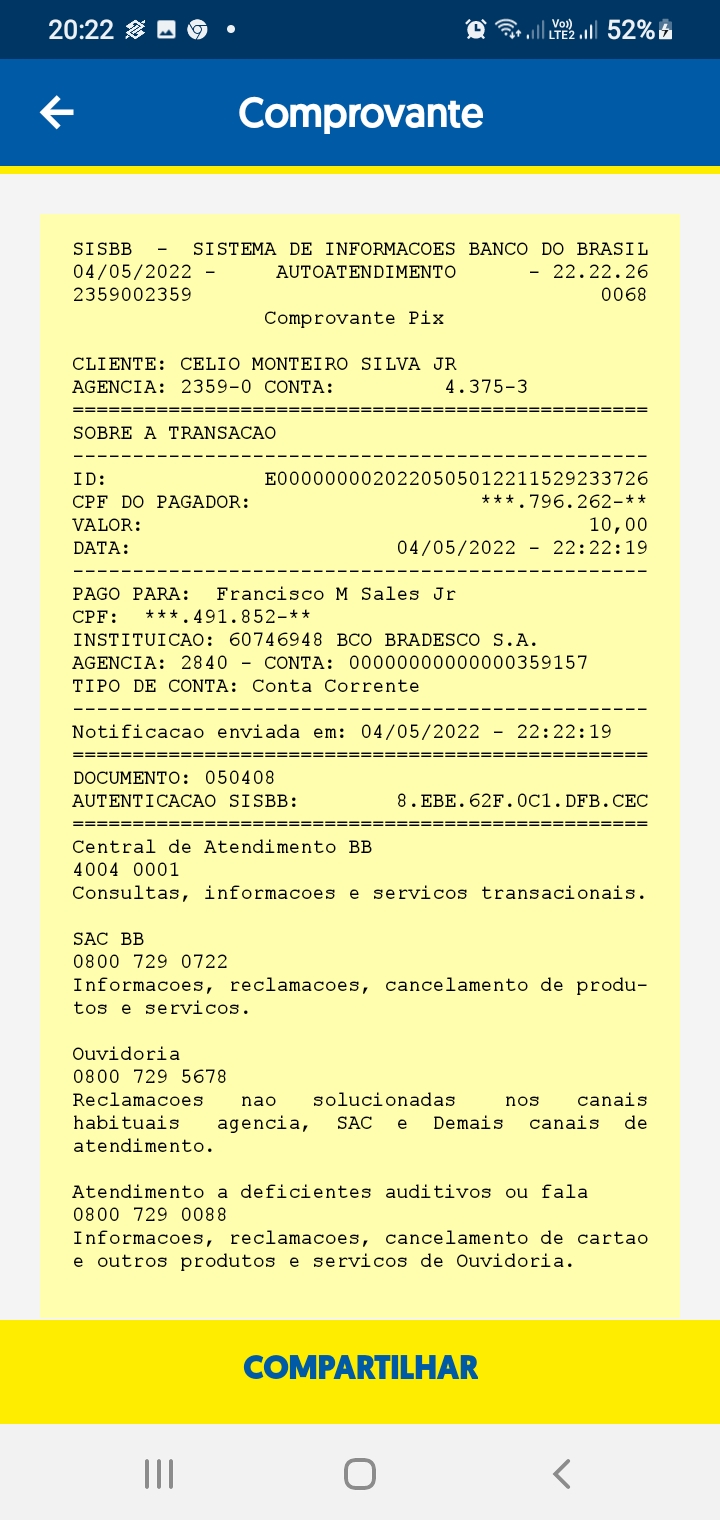 20:22
Vo)) LTE2 52%
Comprovante
SISBB - SISTEMA DE INFORMACOES BANCO DO BRASIL
04/05/2022 - AUTOATENDIMENTO - 22.22.26
2359002359 0068
Comprovante Pix
CLIENTE: CELIO MONTEIRO SILVA JR
AGENCIA: 2359-0 CONTA: 4.375-3
================================================
SOBRE A TRANSACAO
------------------------------------------------
ID: E0000000020220505012211529233726
CPF DO PAGADOR: ***.796.262-**
VALOR: 10,00
DATA: 04/05/2022 - 22:22:19
------------------------------------------------
PAGO PARA: Francisco M Sales Jr
CPF: ***.491.852-**
INSTITUICAO: 60746948 BCO BRADESCO S.A.
AGENCIA: 2840 - CONTA: 00000000000000359157
TIPO DE CONTA: Conta Corrente
------------------------------------------------
Notificacao enviada em: 04/05/2022 - 22:22:19
================================================
DOCUMENTO: 050408
AUTENTICACAO SISBB: 8.EBE.62F.0C1.DFB.CEC
================================================
Central de Atendimento BB
4004 0001
Consultas, informacoes e servicos transacionais.
SAC BB
0800 729 0722
Informacoes, reclamacoes, cancelamento de produ-
tos e servicos.
Ouvidoria
0800 729 5678
Reclamacoes nao solucionadas nos canais
habituais agencia, SAC e Demais canais de
atendimento.
Atendimento a deficientes auditivos ou fala
0800 729 0088
Informacoes, reclamacoes, cancelamento de cartao
e outros produtos e servicos de Ouvidoria.
COMPARTILHAR